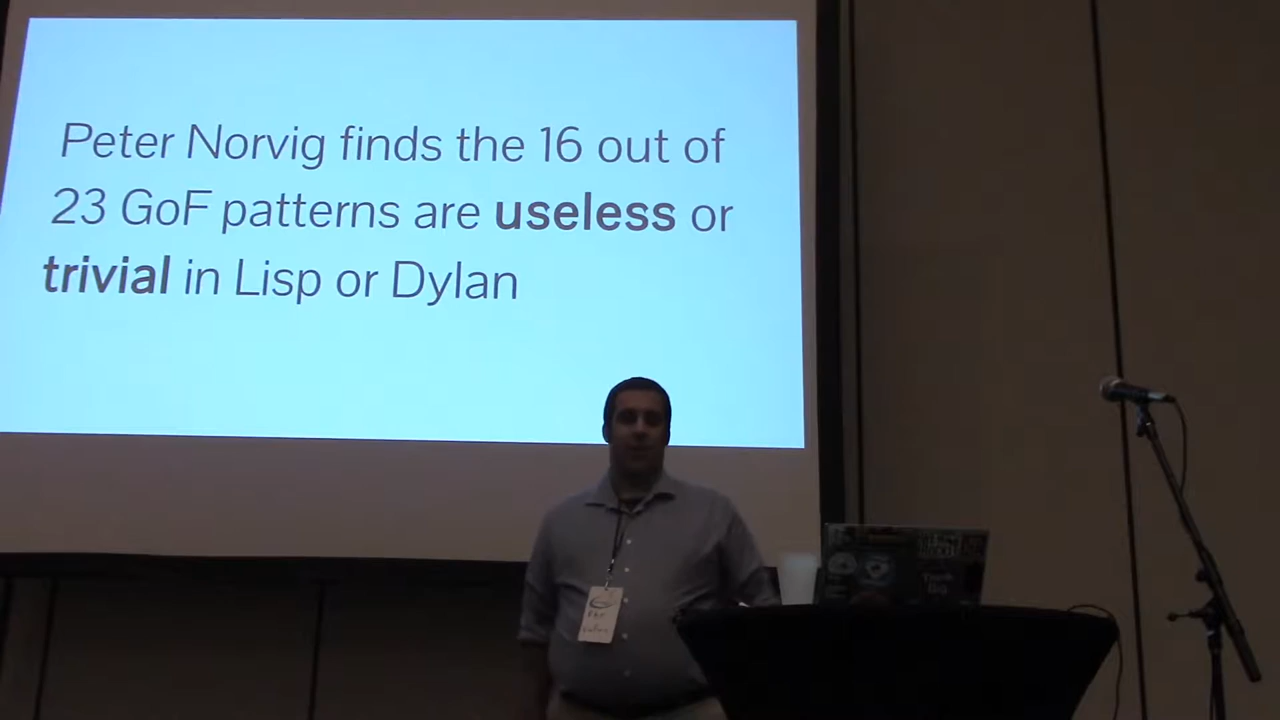 Peter Norvig finds the 16 out of
23 GoF patterns are useless or
trivial in Lisp or Dylan